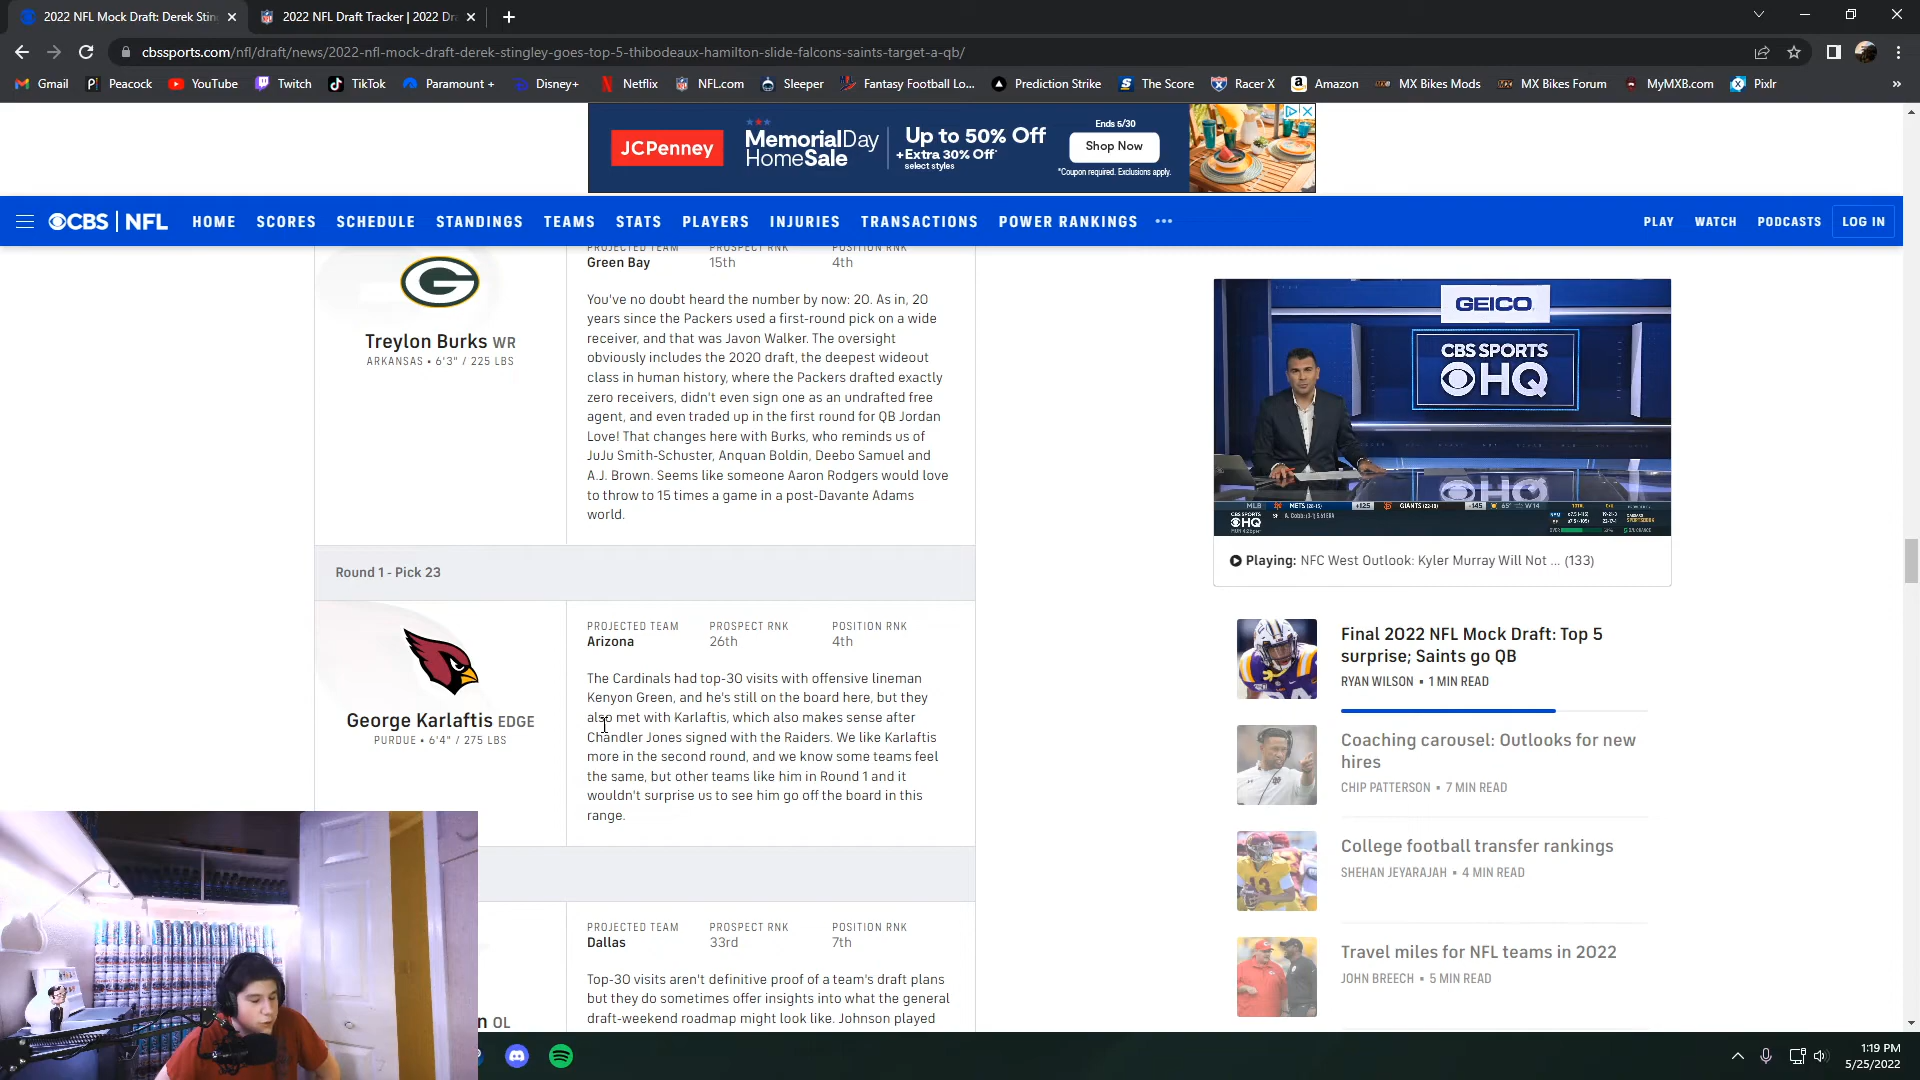 2022 NFL Mock Draft: Derek Stin
2022 NFL Draft Tracker | 2022 Dr
cbssports.com/nfl/draft/news/2022-nfl-mock-draft-derek-stingley-goes-top-5-thibodeaux-hamilton-slide-falcons-saints-target-a-qb/
Gmail Peacock YouTube Twitch TikTok Paramount + Disney+ Netflix NFL.com Sleeper Fantasy Football Lo... Prediction Strike The Score Racer X Amazon MX Bikes Mods MX Bikes Forum MyMXB.com Pixlr
JCPenney
MemorialDay
HomeSale
Up to 50% Off
+Extra 30% Off*
select styles
Ends 5/30
Shop Now
*Coupon required. Exclusions apply.
CBS NFL HOME SCORES SCHEDULE STANDINGS TEAMS STATS PLAYERS INJURIES TRANSACTIONS POWER RANKINGS ••• PLAY WATCH PODCASTS LOG IN
PROJECTED TEAM PROSPECT RNK POSITION RNK
Green Bay 15th 4th
Treylon Burks WR
ARKANSAS • 6'3" / 225 LBS
You've no doubt heard the number by now: 20. As in, 20
years since the Packers used a first-round pick on a wide
receiver, and that was Javon Walker. The oversight
obviously includes the 2020 draft, the deepest wideout
class in human history, where the Packers drafted exactly
zero receivers, didn't even sign one as an undrafted free
agent, and even traded up in the first round for QB Jordan
Love! That changes here with Burks, who reminds us of
JuJu Smith-Schuster, Anquan Boldin, Deebo Samuel and
A.J. Brown. Seems like someone Aaron Rodgers would love
to throw to 15 times a game in a post-Davante Adams
world.
Round 1 - Pick 23
George Karlaftis EDGE
PURDUE • 6'4" / 275 LBS
PROJECTED TEAM PROSPECT RNK POSITION RNK
Arizona 26th 4th
The Cardinals had top-30 visits with offensive lineman
Kenyon Green, and he's still on the board here, but they
also met with Karlaftis, which also makes sense after
Chandler Jones signed with the Raiders. We like Karlaftis
more in the second round, and we know some teams feel
the same, but other teams like him in Round 1 and it
wouldn't surprise us to see him go off the board in this
range.
PROJECTED TEAM PROSPECT RNK POSITION RNK
Dallas 33rd 7th
Top-30 visits aren't definitive proof of a team's draft plans
but they do sometimes offer insights into what the general
draft-weekend roadmap might look like. Johnson played
n OL
GEICO
CBS SPORTS
HQ
MLB METS +125 GIANTS -145
Playing: NFC West Outlook: Kyler Murray Will Not ... (133)
Final 2022 NFL Mock Draft: Top 5
surprise; Saints go QB
RYAN WILSON • 1 MIN READ
Coaching carousel: Outlooks for new
hires
CHIP PATTERSON • 7 MIN READ
College football transfer rankings
SHEHAN JEYARAJAH • 4 MIN READ
Travel miles for NFL teams in 2022
JOHN BREECH • 5 MIN READ
1:19 PM
5/25/2022